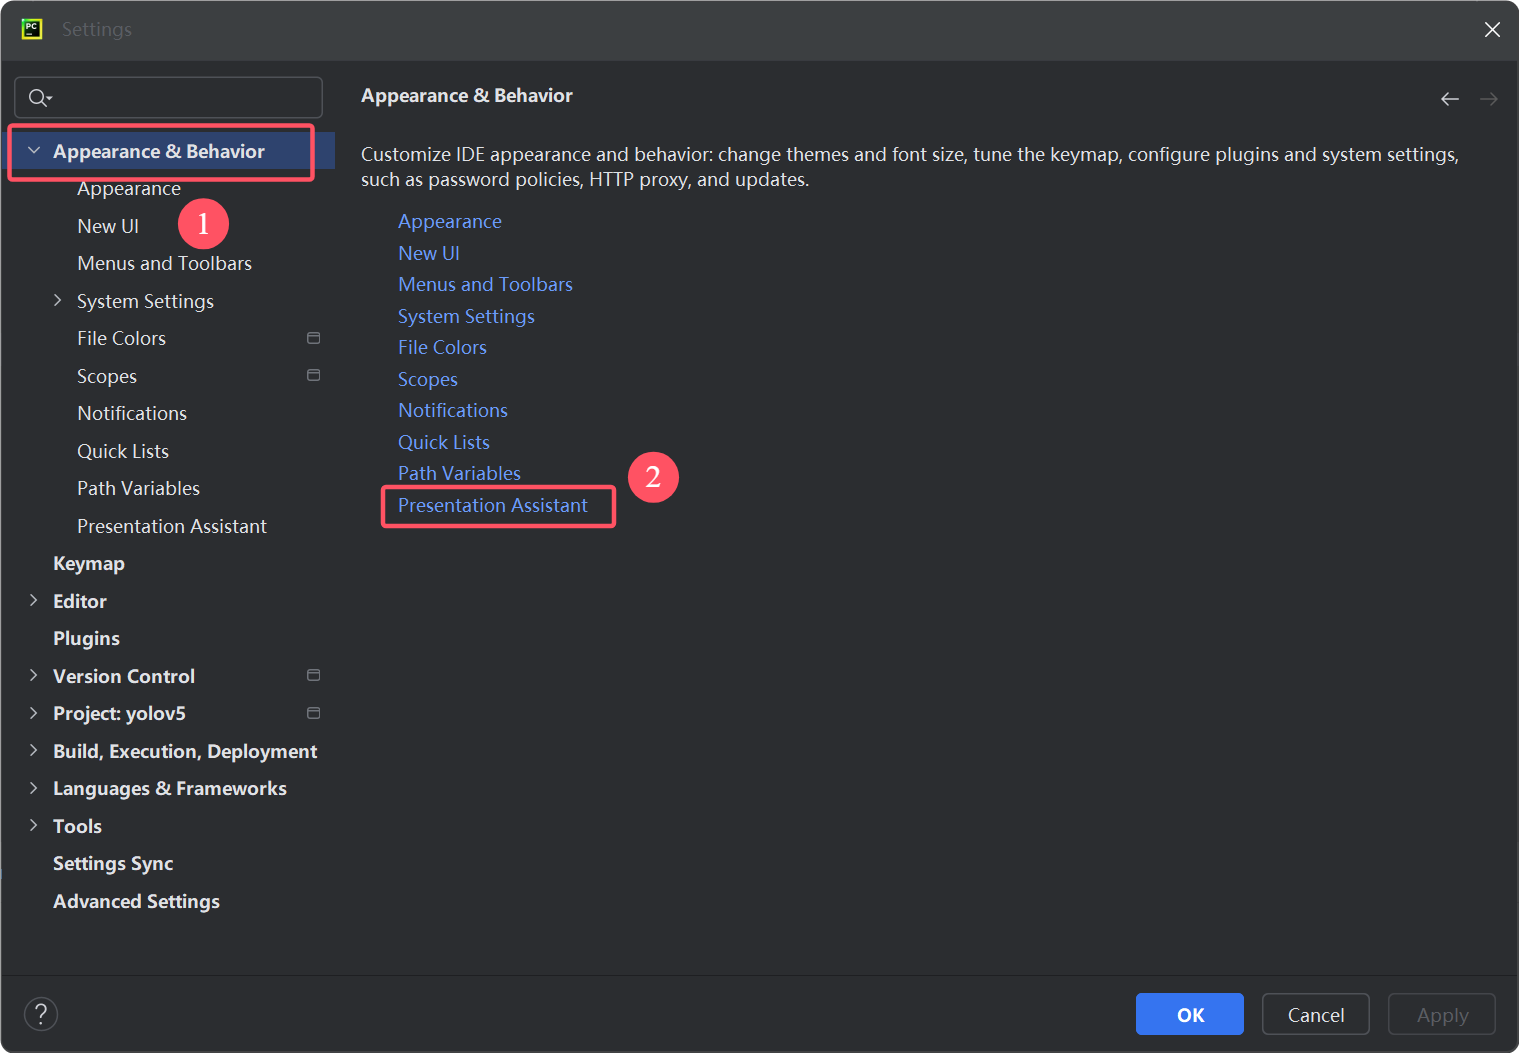 PC
Settings
Appearance & Behavior
Appearance
New UI
1
Menus and Toolbars
System Settings
File Colors
Scopes
Notifications
Quick Lists
Path Variables
Presentation Assistant
Keymap
Editor
Plugins
Version Control
Project: yolov5
Build, Execution, Deployment
Languages & Frameworks
Tools
Settings Sync
Advanced Settings
Appearance & Behavior
Customize IDE appearance and behavior: change themes and font size, tune the keymap, configure plugins and system settings,
such as password policies, HTTP proxy, and updates.
Appearance
New UI
Menus and Toolbars
System Settings
File Colors
Scopes
Notifications
Quick Lists
Path Variables
2
Presentation Assistant
?
OK
Cancel
Apply